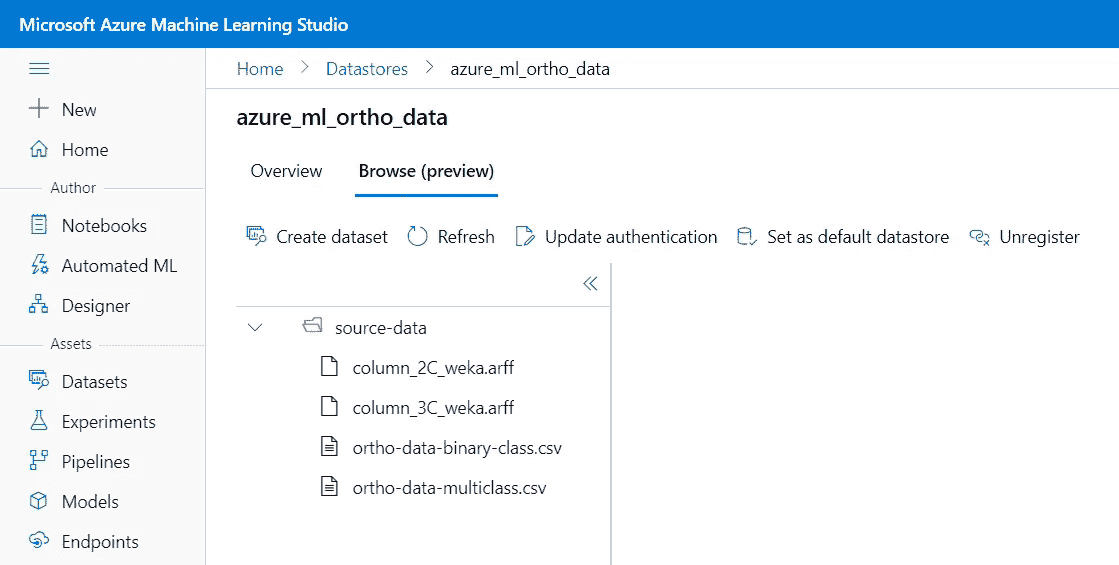 Microsoft Azure Machine Learning Studio
Home > Datastores > azure_ml_ortho_data
New
Home
Author
Notebooks
Automated ML
Designer
Assets
Datasets
Experiments
Pipelines
Models
Endpoints
azure_ml_ortho_data
Overview Browse (preview)
Create dataset Refresh Update authentication Set as default datastore Unregister
source-data
column_2C_weka.arff
column_3C_weka.arff
ortho-data-binary-class.csv
ortho-data-multiclass.csv